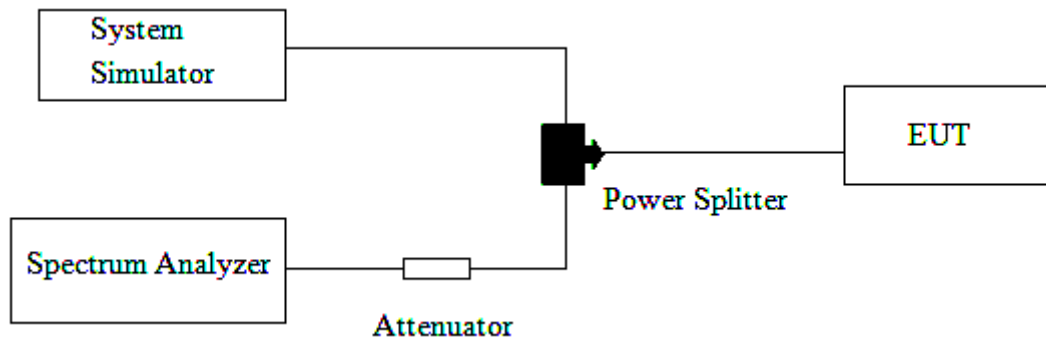 System
Simulator
EUT
Power Splitter
Spectrum Analyzer
Attenuator